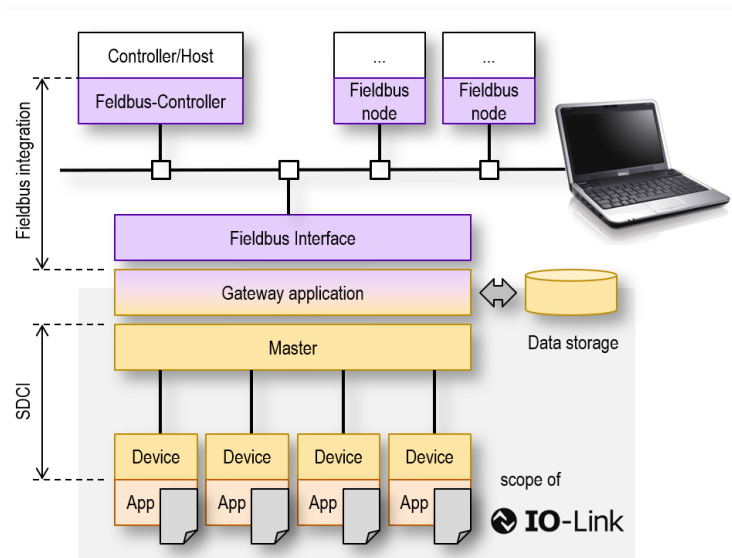 Controller/Host
Feldbus-Controller
...
Fieldbus
node
...
Fieldbus
node
Fieldbus integration
Fieldbus Interface
Gateway application
Data storage
Master
SDCI
Device
Device
Device
Device
App
App
App
App
scope of
IO-Link